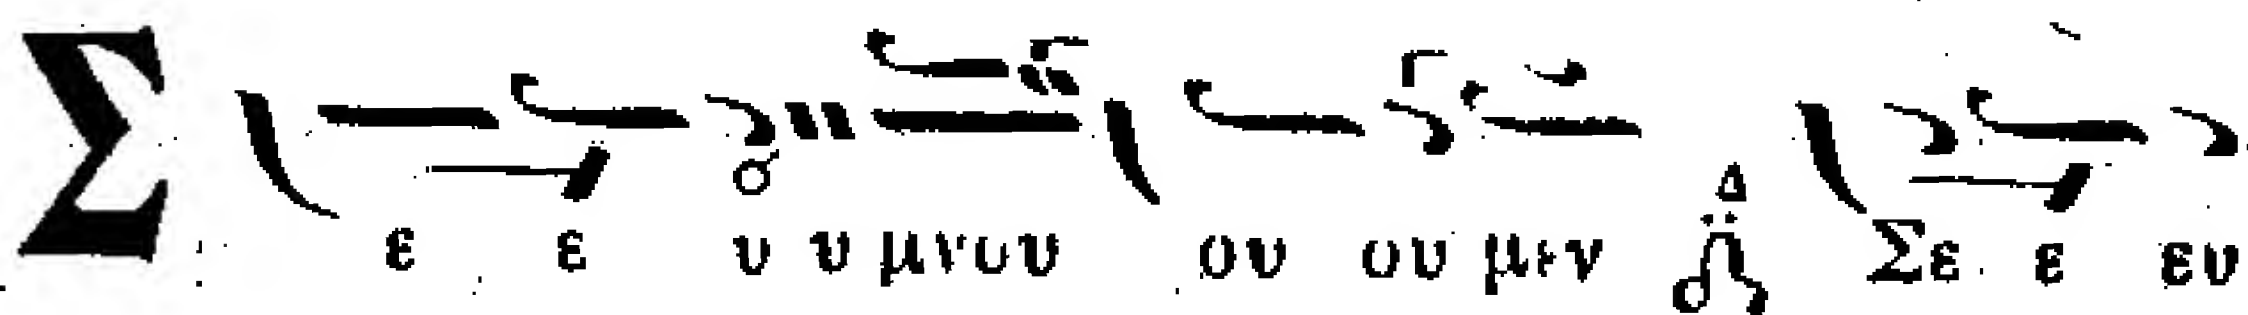 Σ ε ε υ υ μνου ου ου μεν Δ Σε ε ευ